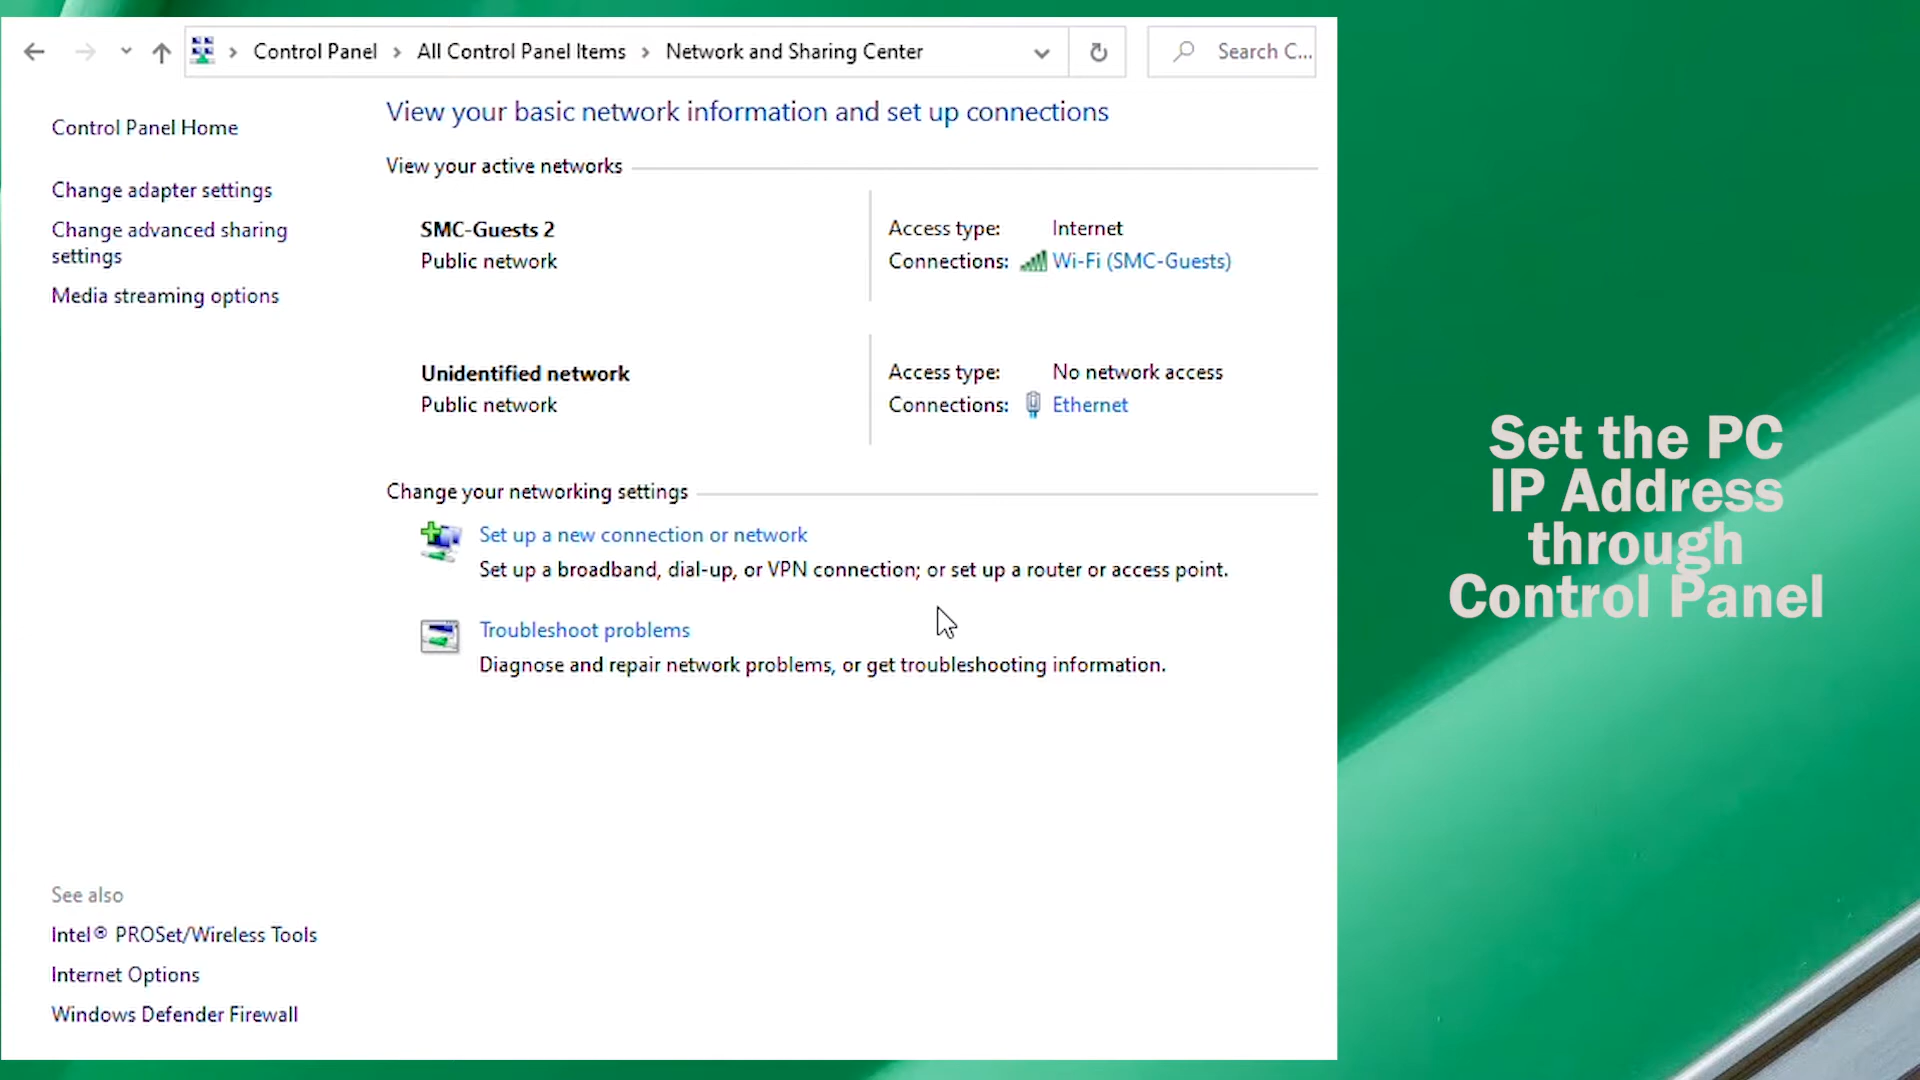 Control Panel
All Control Panel Items
Network and Sharing Center
Search C...
Control Panel Home
Change adapter settings
Change advanced sharing
settings
Media streaming options
View your basic network information and set up connections
View your active networks
SMC-Guests 2
Public network
Access type: Internet
Connections: Wi-Fi (SMC-Guests)
Unidentified network
Public network
Access type: No network access
Connections: Ethernet
Change your networking settings
Set up a new connection or network
Set up a broadband, dial-up, or VPN connection; or set up a router or access point.
Troubleshoot problems
Diagnose and repair network problems, or get troubleshooting information.
See also
Intel® PROSet/Wireless Tools
Internet Options
Windows Defender Firewall
Set the PC
IP Address
through
Control Panel